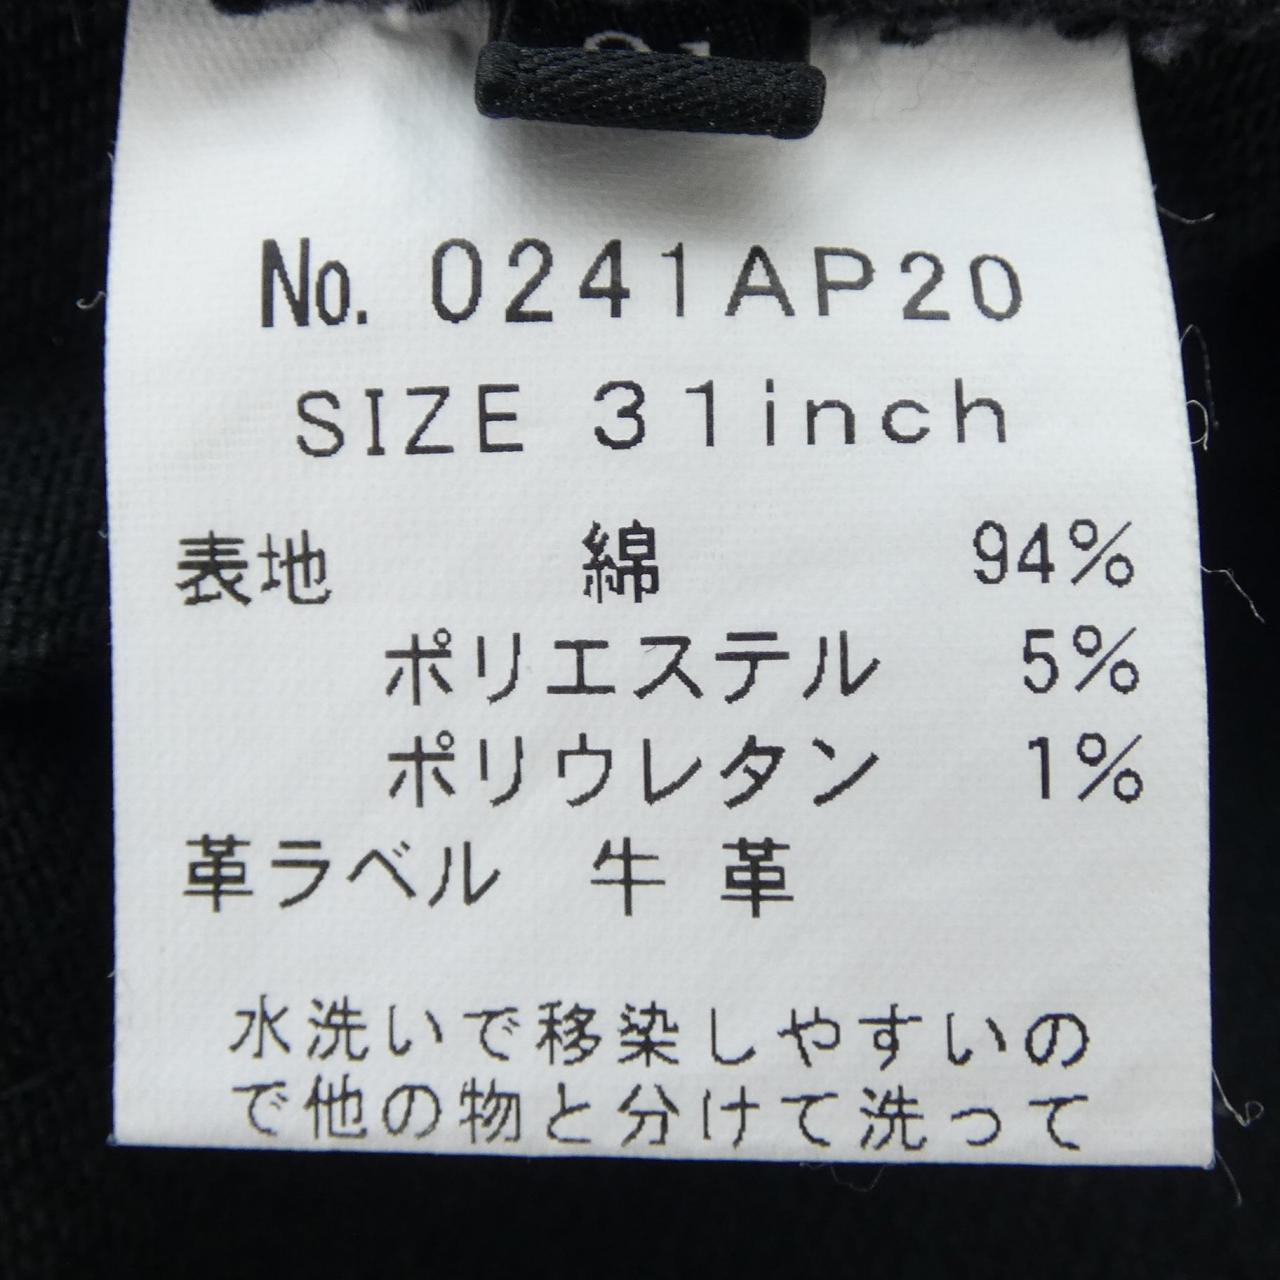 No. 0241AP20
SIZE 31inch
表地 綿 94%
ポリエステル 5%
ポリウレタン 1%
革ラベル 牛 革
水洗いで移染しやすいの
で他の物と分けて洗って